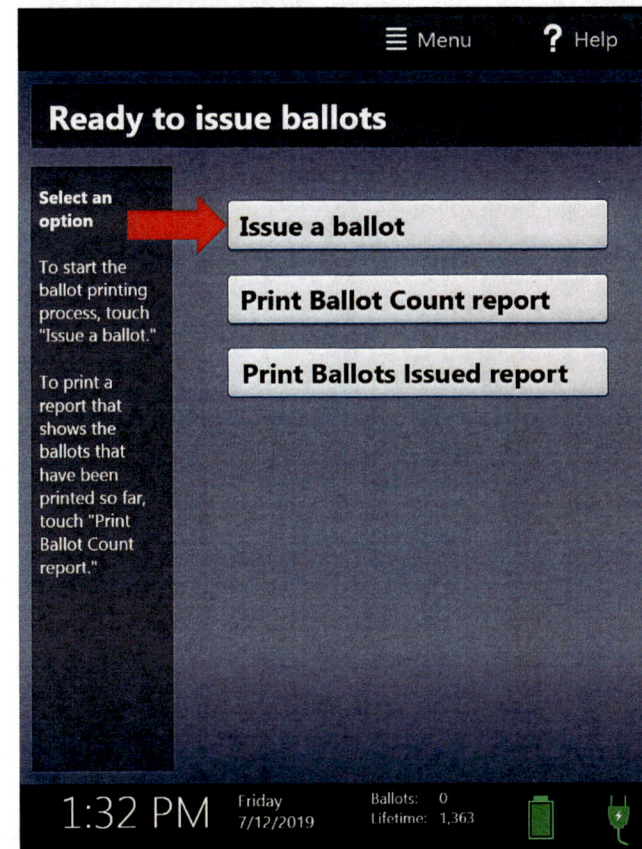 Menu
? Help
Ready to issue ballots
Select an
option
To start the
ballot printing
process, touch
"Issue a ballot."
To print a
report that
shows the
ballots that
have been
printed so far,
touch "Print
Ballot Count
report."
Issue a ballot
Print Ballot Count report
Print Ballots Issued report
1:32 PM
Friday
7/12/2019
Ballots: 0
Lifetime: 1,363